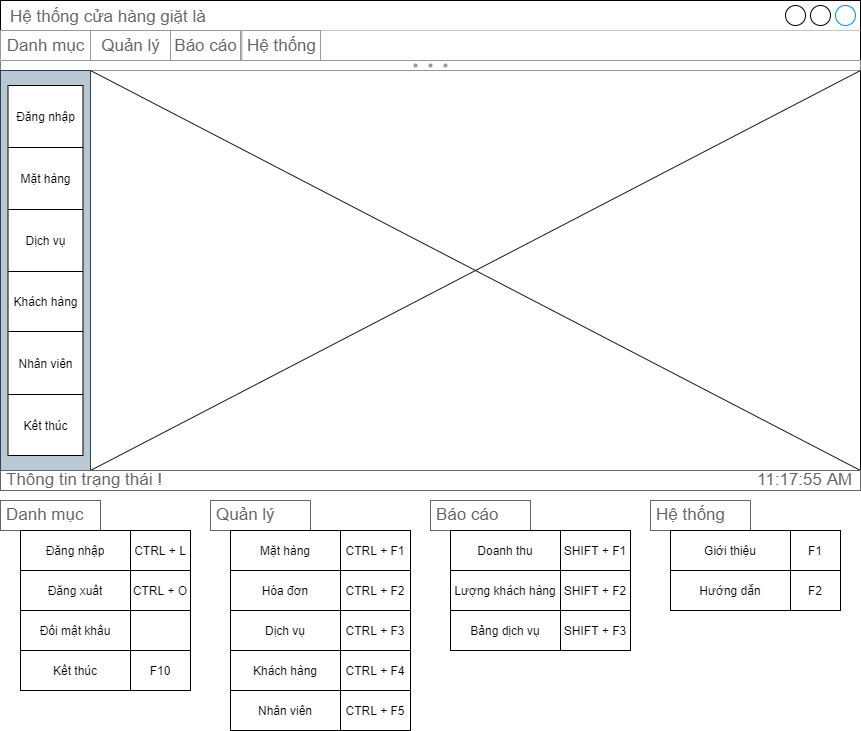 Hệ thống cửa hàng giặt là
Danh mục Quản lý Báo cáo Hệ thống
Đăng nhập
Mặt hàng
Dịch vụ
Khách hàng
Nhân viên
Kết thúc
Thông tin trạng thái ! 11:17:55 AM
Danh mục
Đăng nhập CTRL + L
Đăng xuất CTRL + O
Đổi mật khẩu
Kết thúc F10
Quản lý
Mặt hàng CTRL + F1
Hóa đơn CTRL + F2
Dịch vụ CTRL + F3
Khách hàng CTRL + F4
Nhân viên CTRL + F5
Báo cáo
Doanh thu SHIFT + F1
Lượng khách hàng SHIFT + F2
Bảng dịch vụ SHIFT + F3
Hệ thống
Giới thiệu F1
Hướng dẫn F2